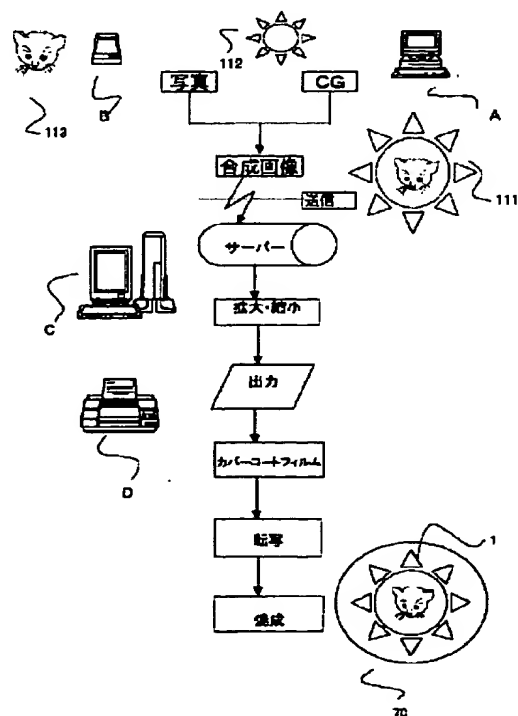 112
写真
CG
113
B
A
合成画像
送信
111
サーバー
C
拡大・縮小
出力
D
カバーコートフィルム
転写
1
焼成
70